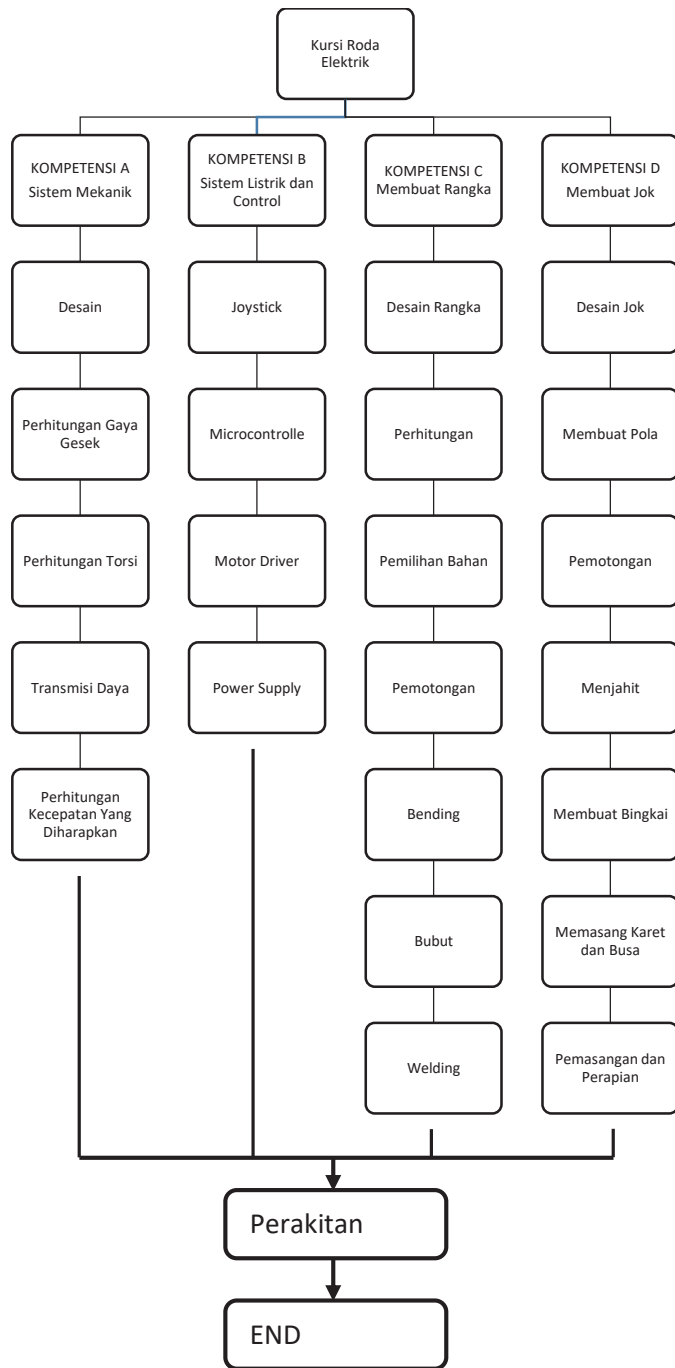 Kursi Roda
Elektrik
KOMPETENSI A
Sistem Mekanik
Desain
Perhitungan Gaya
Gesek
Perhitungan Torsi
Transmisi Daya
Perhitungan
Kecepatan Yang
Diharapkan
KOMPETENSI B
Sistem Listrik dan
Control
Joystick
Microcontrolle
Motor Driver
Power Supply
KOMPETENSI C
Membuat Rangka
Desain Rangka
Perhitungan
Pemilihan Bahan
Pemotongan
Bending
Bubut
Welding
KOMPETENSI D
Membuat Jok
Desain Jok
Membuat Pola
Pemotongan
Menjahit
Membuat Bingkai
Memasang Karet
dan Busa
Pemasangan dan
Perapian
Perakitan
END